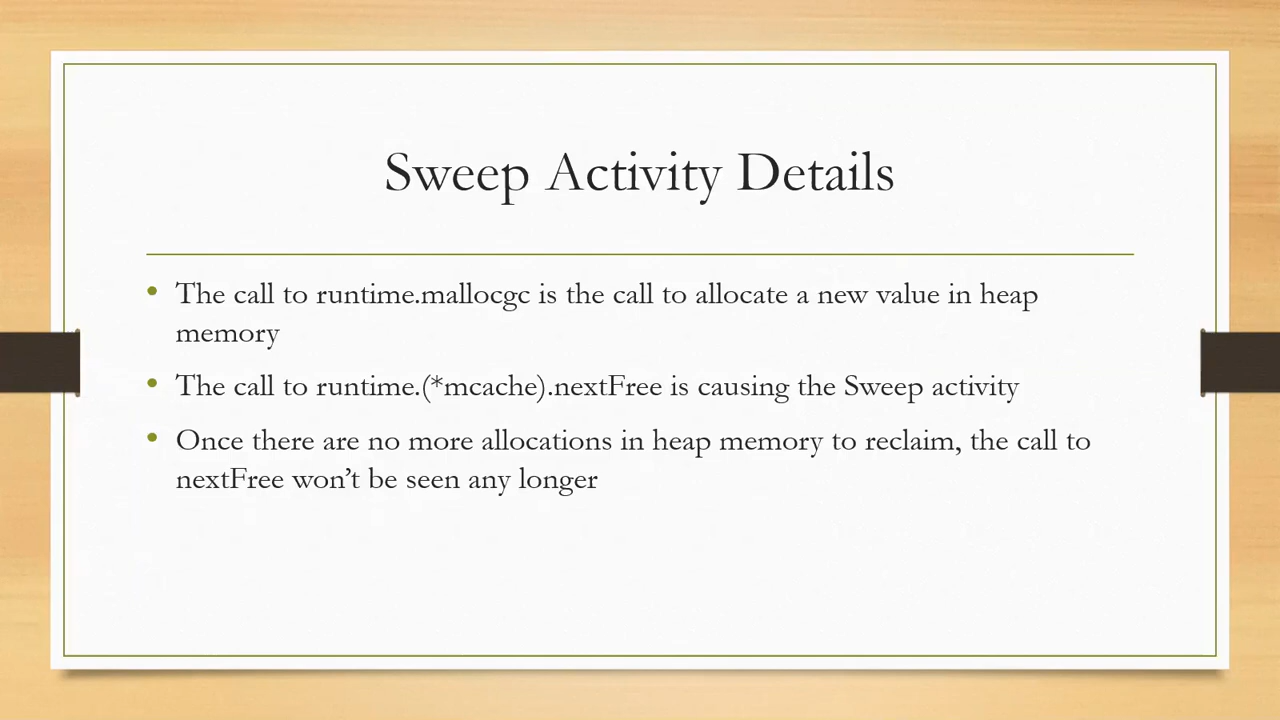 Sweep Activity Details
• The call to runtime.mallocgc is the call to allocate a new value in heap
memory
• The call to runtime.(*mcache).nextFree is causing the Sweep activity
• Once there are no more allocations in heap memory to reclaim, the call to
nextFree won’t be seen any longer